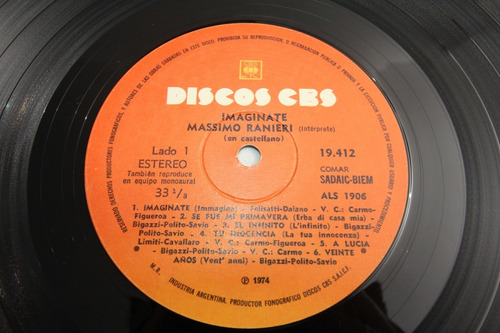 DISCOS CBS
IMAGINATE
MASSIMO RANIERI (Intérprete)
(en castellano)
Lado 1
ESTEREO
También reproduce
en equipo monoaural
33 1/3
19.412
COMAR
SADAIC-BIEM
ALS 1906
1. IMAGINATE (Immagina) - Polisatti-Daiano - V. C.: Carmo-
Figueroa - 2. SE FUE MI PRIMAVERA (Erba di casa mia) -
Bigazzi-Polito-Savio - 3. EL INFINITO (L'infinito) - Bigazzi-
Polito-Savio - 4. TU INOCENCIA (La tua innocenza) -
Limiti-Cavallaro - V. C.: Carmo-Figueroa - 5. A LUCIA -
Bigazzi-Polito-Savio - V. C.: Carmo - 6. VEINTE
AÑOS (Vent' anni) - Bigazzi-Polito-Savio
M.R.
℗ 1974
INDUSTRIA ARGENTINA. PRODUCTOR FONOGRAFICO DISCOS CBS S.A.I.C.F.